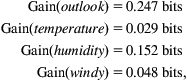 Gain(outlook) = 0.247 bits
Gain(temperature) = 0.029 bits
Gain(humidity) = 0.152 bits
Gain(windy) = 0.048 bits,